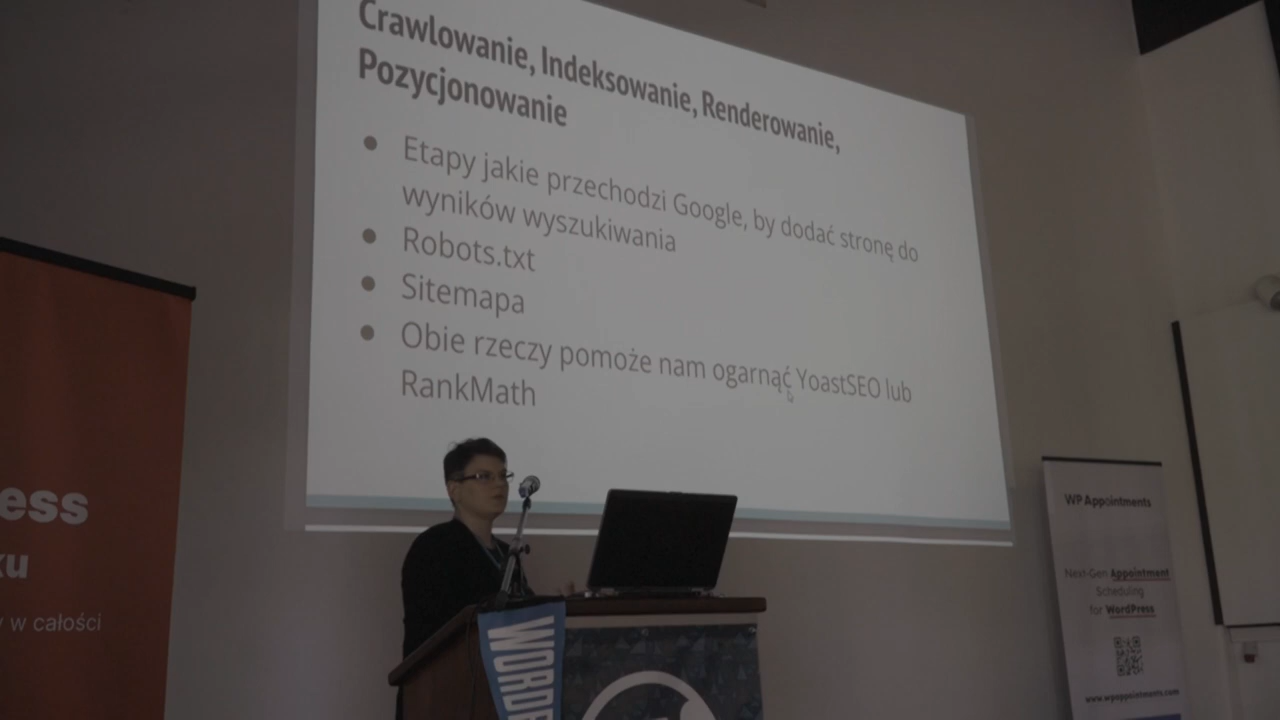 Crawlowanie, Indeksowanie, Renderowanie,
Pozycjonowanie
● Etapy jakie przechodzi Google, by dodać stronę do
wyników wyszukiwania
● Robots.txt
● Sitemapa
● Obie rzeczy pomoże nam ogarnąć YoastSEO lub
RankMath
ess
ku
w całości
WORD
WP Appointments
Next-Gen Appointment
Scheduling
for WordPress
www.wpappointments.com